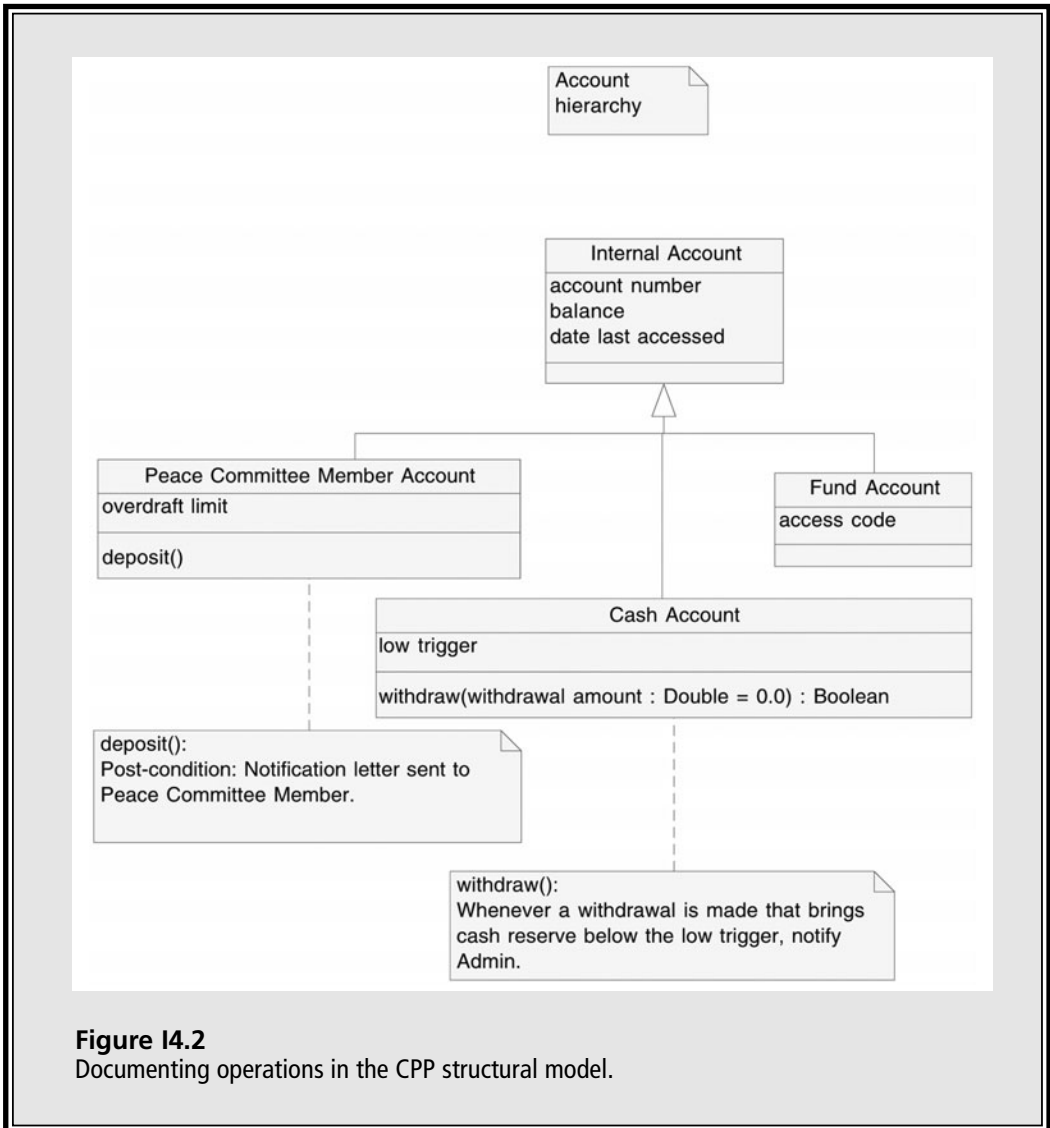 Account
hierarchy
Internal Account
account number
balance
date last accessed
Peace Committee Member Account
overdraft limit
deposit()
Fund Account
access code
Cash Account
low trigger
withdraw(withdrawal amount : Double = 0.0) : Boolean
deposit():
Post-condition: Notification letter sent to
Peace Committee Member.
withdraw():
Whenever a withdrawal is made that brings
cash reserve below the low trigger, notify
Admin.
Figure I4.2
Documenting operations in the CPP structural model.